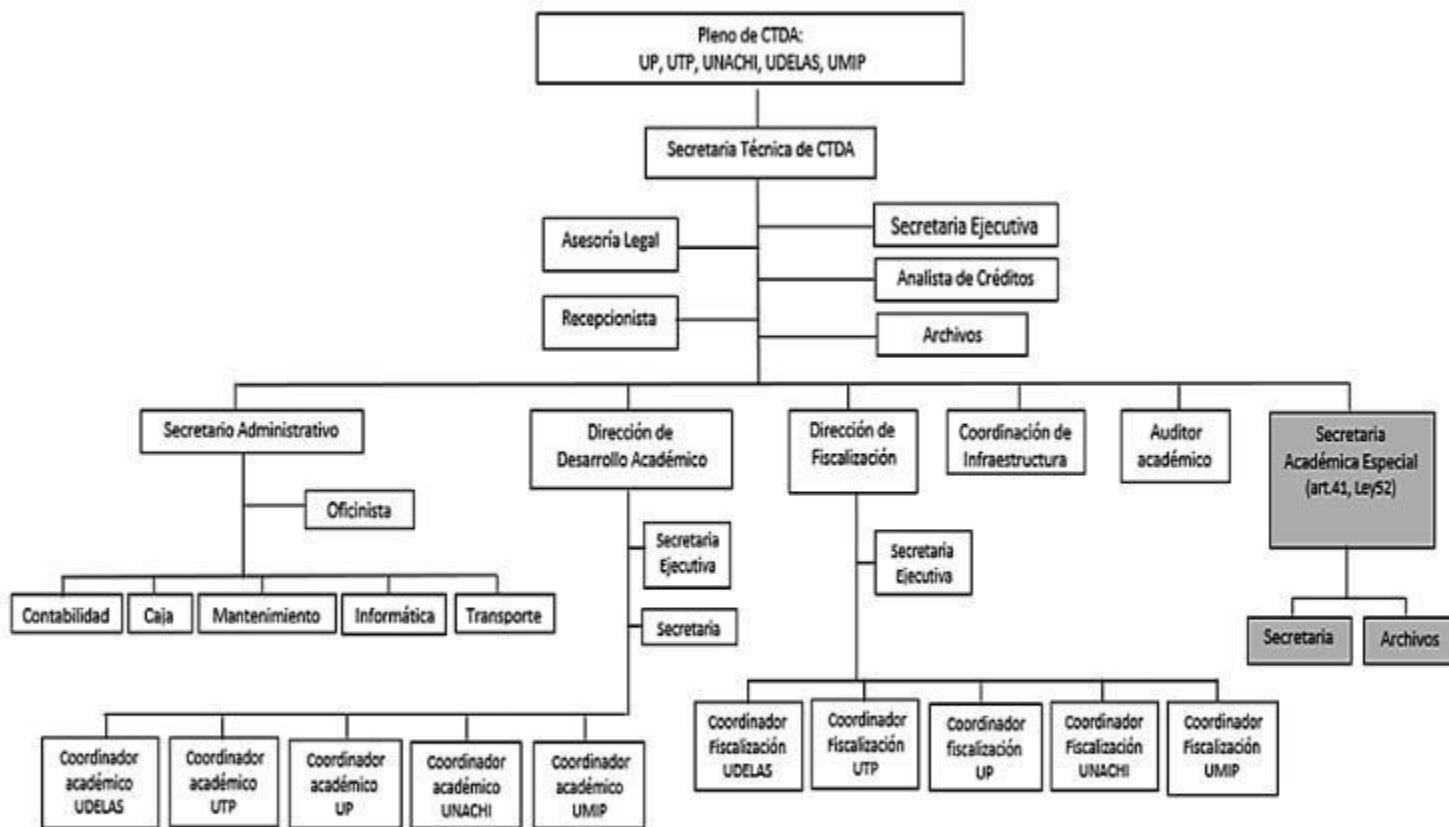 Pleno de CTDA:
UP, UTP, UNACHI, UDELAS, UMIP
Secretaria Técnica de CTDA
Asesoría Legal
Secretaria Ejecutiva
Analista de Créditos
Recepcionista
Archivos
Secretario Administrativo
Dirección de
Desarrollo Académico
Dirección de
Fiscalización
Coordinación de
Infraestructura
Auditor
académico
Secretaria
Académica Especial
(art.41, Ley52)
Oficinista
Secretaria
Ejecutiva
Secretaria
Ejecutiva
Contabilidad
Caja
Mantenimiento
Informática
Transporte
Secretaria
Secretaria
Archivos
Coordinador
académico
UDELAS
Coordinador
académico
UTP
Coordinador
académico
UP
Coordinador
académico
UNACHI
Coordinador
académico
UMIP
Coordinador
Fiscalización
UDELAS
Coordinador
Fiscalización
UTP
Coordinador
fiscalización
UP
Coordinador
Fiscalización
UNACHI
Coordinador
Fiscalización
UMIP